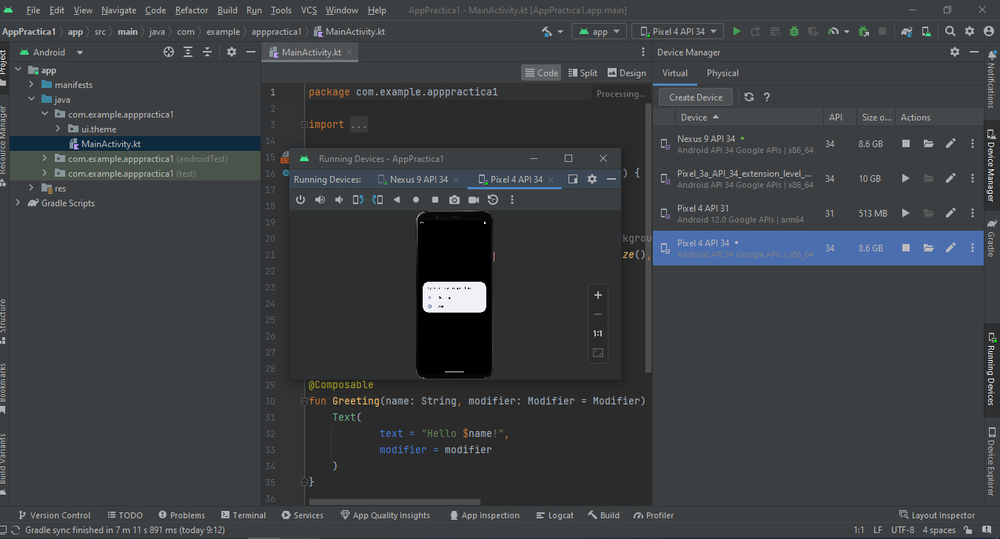 File Edit View Navigate Code Refactor Build Run Tools VCS Window Help AppPractica1 - MainActivity.kt [AppPractica1.app.main]
AppPractica1 app src main java com example apppractica1 MainActivity.kt app Pixel 4 API 34
Project
Resource Manager
Structure
Bookmarks
Build Variants
Android
app
manifests
java
com.example.apppractica1
ui.theme
MainActivity.kt
com.example.apppractica1 (androidTest)
com.example.apppractica1 (test)
res
Gradle Scripts
MainActivity.kt
Code Split Design
Processing...
1 package com.example.apppractica1
2
3 import ...
14
15
16 ) {
17
18
19
20 kgrou
21 ze(),
22
23
24
25
26
27
28
29 @Composable
30 fun Greeting(name: String, modifier: Modifier = Modifier)
31 Text(
32 text = "Hello $name!",
33 modifier = modifier
34 )
35 }
36
Running Devices - AppPractica1
Running Devices: Nexus 9 API 34 Pixel 4 API 34
1:1
Device Manager
Virtual Physical
Create Device ?
Device API Size o... Actions
Nexus 9 API 34 34 8.6 GB
Android API 34 Google APIs | x86_64
Pixel_3a_API_34_extension_level_... 34 10 GB
Android API 34 Google APIs | x86_64
Pixel 4 API 31 31 513 MB
Android 12.0 Google APIs | arm64
Pixel 4 API 34 34 8.6 GB
Android API 34 Google APIs | x86_64
Notifications
Device Manager
Gradle
Running Devices
Device Explorer
Version Control TODO Problems Terminal Services App Quality Insights App Inspection Logcat Build Profiler Layout Inspector
Gradle sync finished in 7 m 11 s 891 ms (today 9:12) 1:1 LF UTF-8 4 spaces